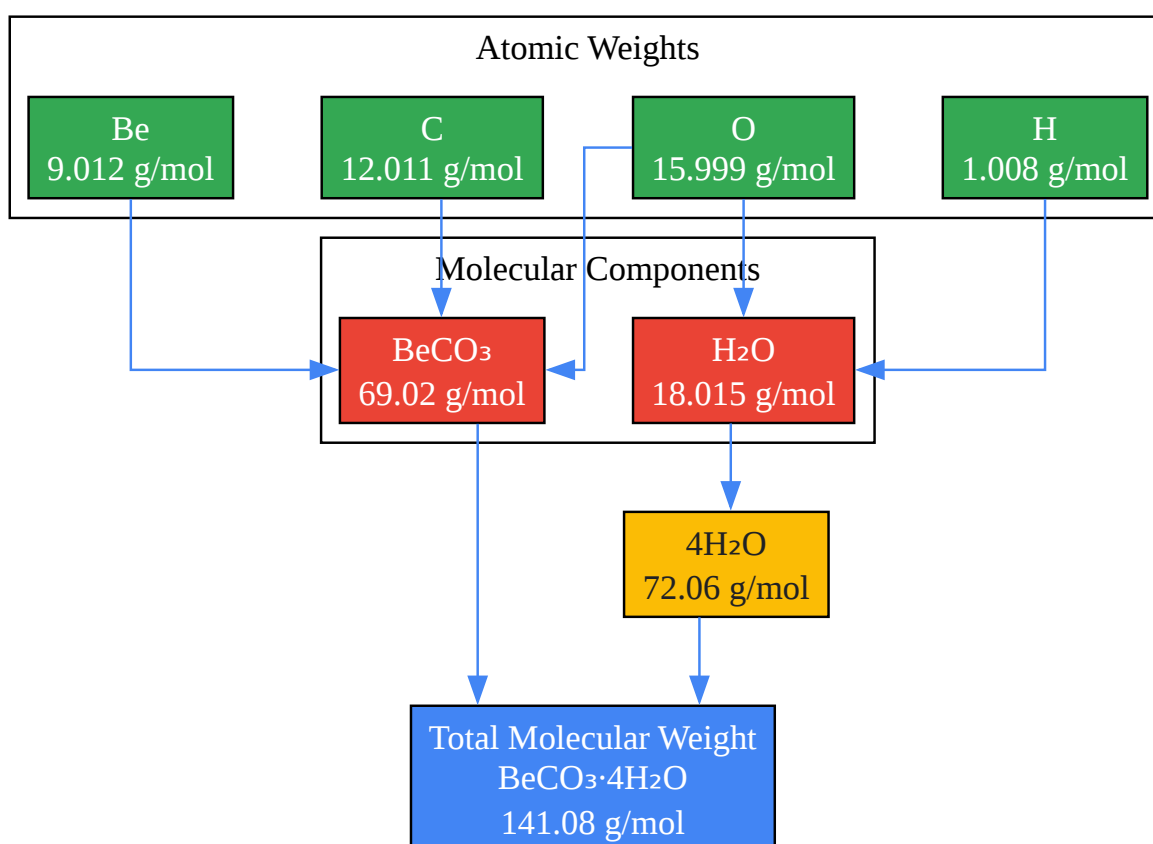 Atomic Weights
Be
9.012 g/mol
C
12.011 g/mol
O
15.999 g/mol
H
1.008 g/mol
Molecular Components
BeCO₃
69.02 g/mol
H₂O
18.015 g/mol
4H₂O
72.06 g/mol
Total Molecular Weight
BeCO₃·4H₂O
141.08 g/mol